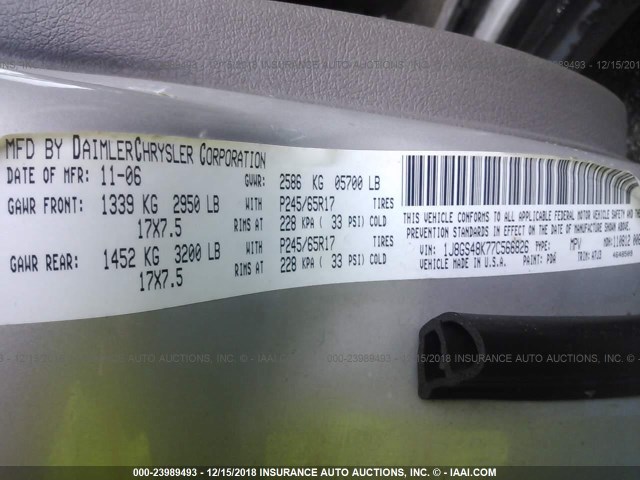 MFD BY DAIMLERCHRYSLER CORPORATION
DATE OF MFR: 11-06 GVWR: 2586 KG 05700 LB
GAWR FRONT: 1339 KG 2950 LB WITH P245/65R17 TIRES
17X7.5 RIMS AT 228 KPA ( 33 PSI) COLD
GAWR REAR: 1452 KG 3200 LB WITH P245/65R17 TIRES
17X7.5 RIMS AT 228 KPA ( 33 PSI) COLD
THIS VEHICLE CONFORMS TO ALL APPLICABLE FEDERAL MOTOR VEHICLE SAFETY AND
PREVENTION STANDARDS IN EFFECT ON THE DATE OF MANUFACTURE SHOWN ABOVE.
VIN: 1J8GS48K77C566826 TYPE: MPV MDH:
VEHICLE MADE IN U.S.A. PAINT: PDA TRIM:
000-23989493 - 12/15/2018 INSURANCE AUTO AUCTIONS, INC. - © IAAI.COM